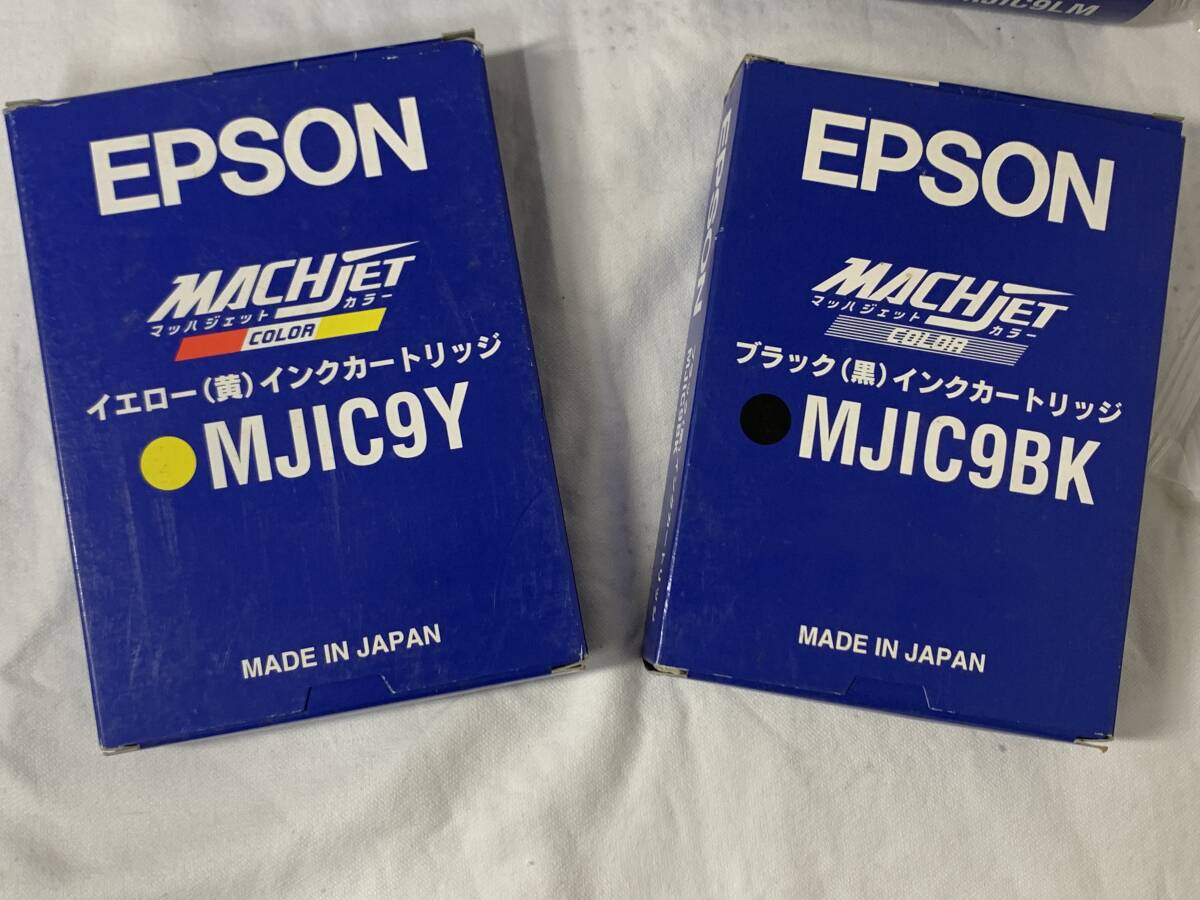 MJIC9LM
EPSON
MACHJET
マッハジェット カラー
COLOR
イエロー(黄)インクカートリッジ
MJIC9Y
MADE IN JAPAN
EPSON
EPSON
MACHJET
マッハジェット カラー
COLOR
ブラック(黒)インクカートリッジ
MJIC9BK
MADE IN JAPAN